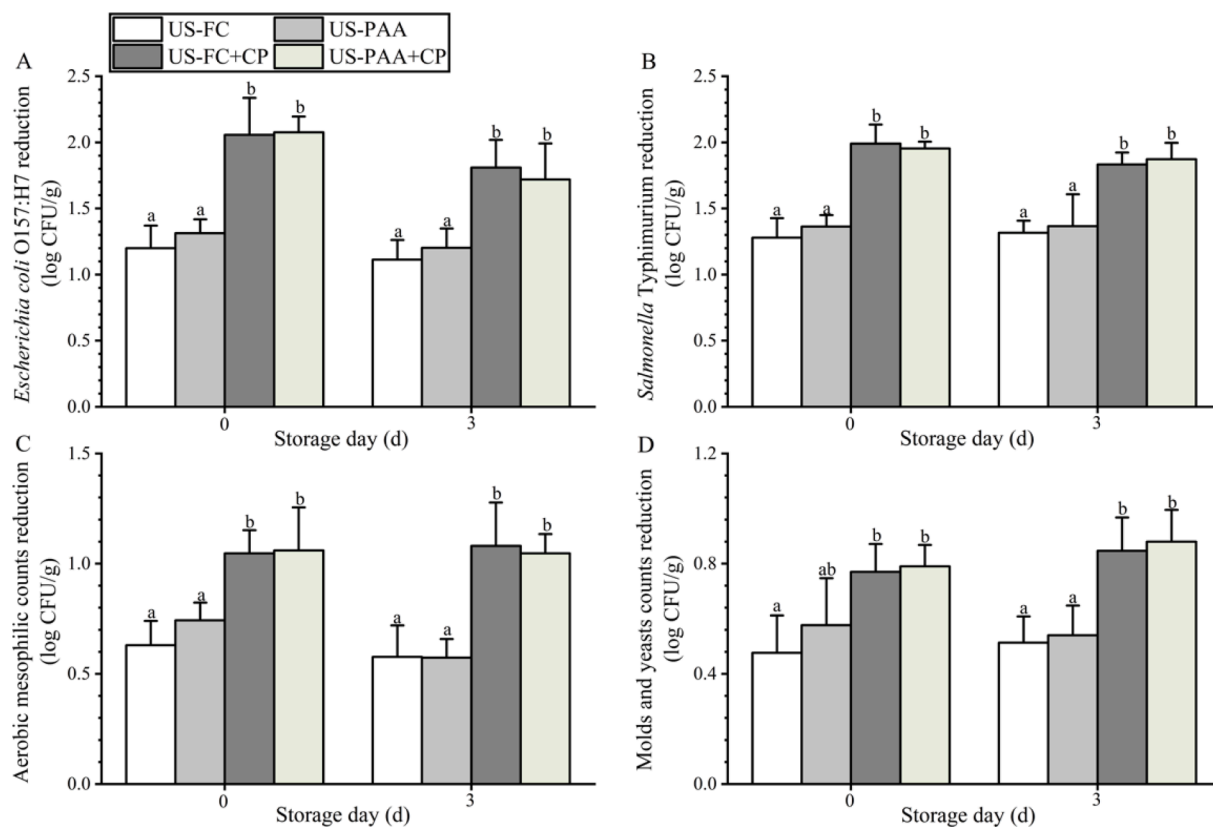 US-FC US-PAA
US-FC+CP US-PAA+CP
A
Escherichia coli O157:H7 reduction
(log CFU/g)
2.5
2.0
1.5
1.0
0.5
0.0
a a b b a a b b
0 3
Storage day (d)
B
Salmonella Typhimurium reduction
(log CFU/g)
2.5
2.0
1.5
1.0
0.5
0.0
a a b b a a b b
0 3
Storage day (d)
C
Aerobic mesophilic counts reduction
(log CFU/g)
1.5
1.0
0.5
0.0
a a b b a a b b
0 3
Storage day (d)
D
Molds and yeasts counts reduction
(log CFU/g)
1.2
0.8
0.4
0.0
a ab b b a a b b
0 3
Storage day (d)